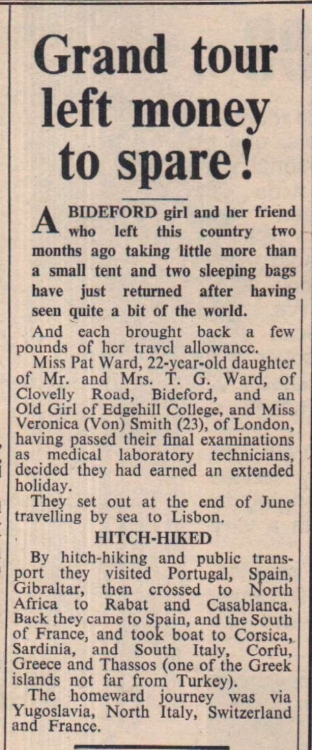 Grand tour
left money
to spare!
A BIDEFORD girl and her friend
who left this country two
months ago taking little more than
a small tent and two sleeping bags
have just returned after having
seen quite a bit of the world.
And each brought back a few
pounds of her travel allowance.
Miss Pat Ward, 22-year-old daughter
of Mr. and Mrs. T. G. Ward, of
Clovelly Road, Bideford, and an
Old Girl of Edgehill College, and Miss
Veronica (Von) Smith (23), of London,
having passed their final examinations
as medical laboratory technicians,
decided they had earned an extended
holiday.
They set out at the end of June
travelling by sea to Lisbon.
HITCH-HIKED
By hitch-hiking and public trans-
port they visited Portugal, Spain,
Gibraltar, then crossed to North
Africa to Rabat and Casablanca.
Back they came to Spain, and the South
of France, and took boat to Corsica,
Sardinia, and South Italy, Corfu,
Greece and Thassos (one of the Greek
islands not far from Turkey).
The homeward journey was via
Yugoslavia, North Italy, Switzerland
and France.